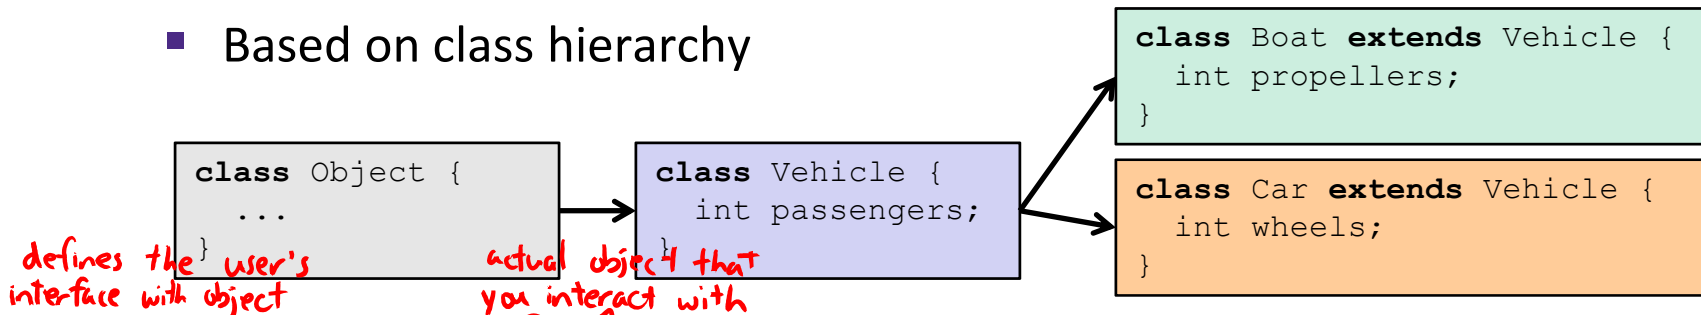 ▪ Based on class hierarchy
class Object {
...
}
class Vehicle {
int passengers;
}
class Boat extends Vehicle {
int propellers;
}
class Car extends Vehicle {
int wheels;
}
defines the user's
interface with object
actual object that
you interact with